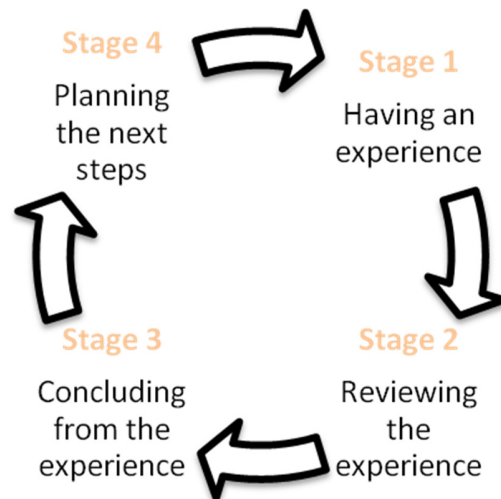 Stage 1
Having an
experience
Stage 2
Reviewing
the
experience
Stage 3
Concluding
from the
experience
Stage 4
Planning
the next
steps